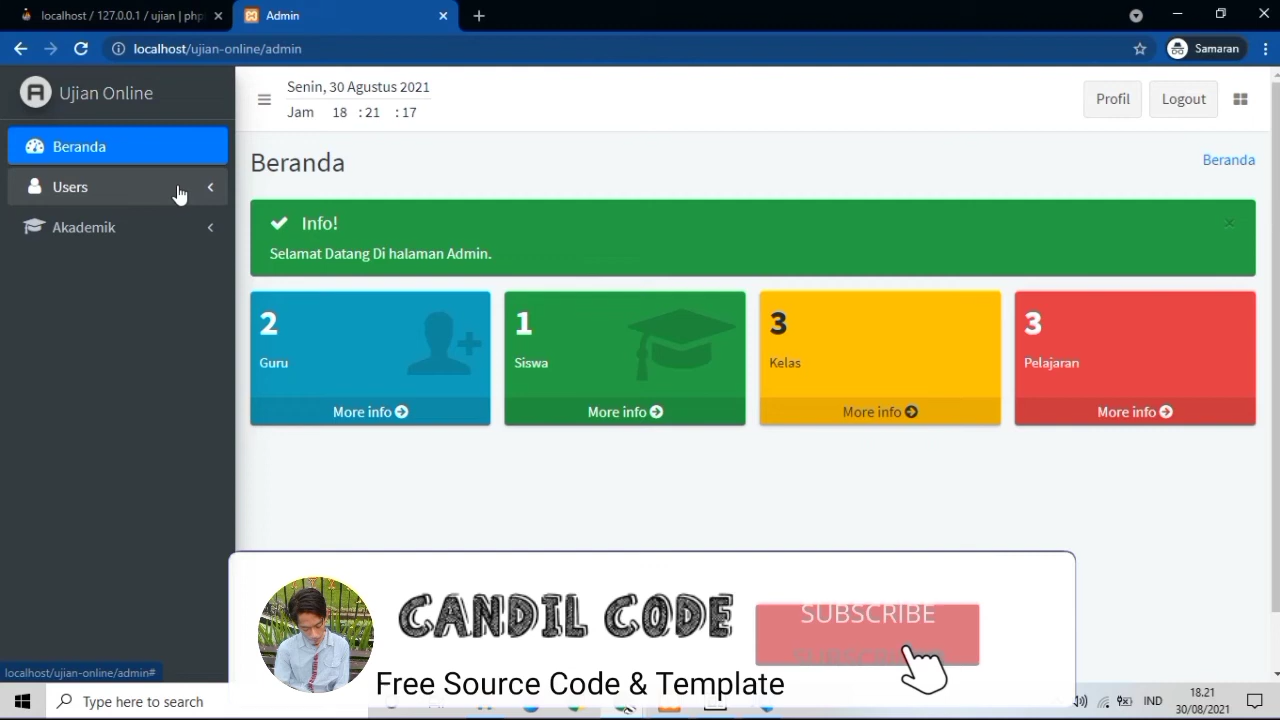 localhost / 127.0.0.1 / ujian | php
Admin
localhost/ujian-online/admin
Samaran
Ujian Online
Senin, 30 Agustus 2021
Jam 18 : 21 : 17
Profil
Logout
Beranda
Users
Akademik
Beranda
Beranda
Info!
Selamat Datang Di halaman Admin.
2
Guru
More info
1
Siswa
More info
3
Kelas
More info
3
Pelajaran
More info
CANDIL CODE
SUBSCRIBE
Free Source Code & Template
localhost/ujian-online/admin#
Type here to search
IND
18.21
30/08/2021